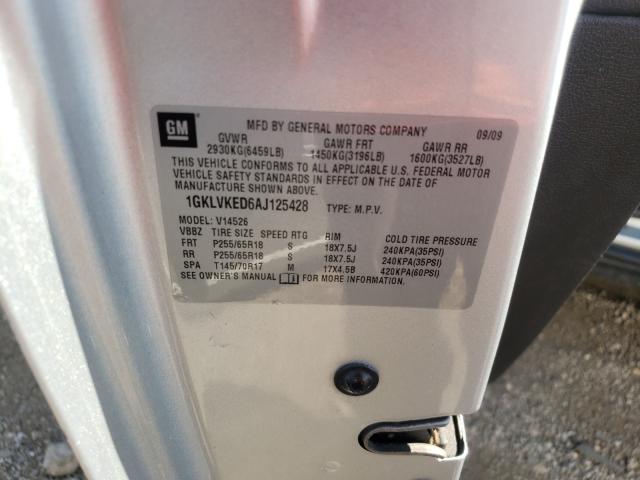 GM
MFD BY GENERAL MOTORS COMPANY 09/09
GVWR GAWR FRT GAWR RR
2930KG(6459LB) 1450KG(3196LB) 1600KG(3527LB)
THIS VEHICLE CONFORMS TO ALL APPLICABLE U.S. FEDERAL MOTOR
VEHICLE SAFETY STANDARDS IN EFFECT ON THE DATE OF
MANUFACTURE SHOWN ABOVE.
1GKLVKED6AJ125428 TYPE: M.P.V.
MODEL: V14526
VBBZ TIRE SIZE SPEED RTG RIM COLD TIRE PRESSURE
FRT P255/65R18 S 18X7.5J 240KPA(35PSI)
RR P255/65R18 S 18X7.5J 240KPA(35PSI)
SPA T145/70R17 M 17X4.5B 420KPA(60PSI)
SEE OWNER'S MANUAL FOR MORE INFORMATION.